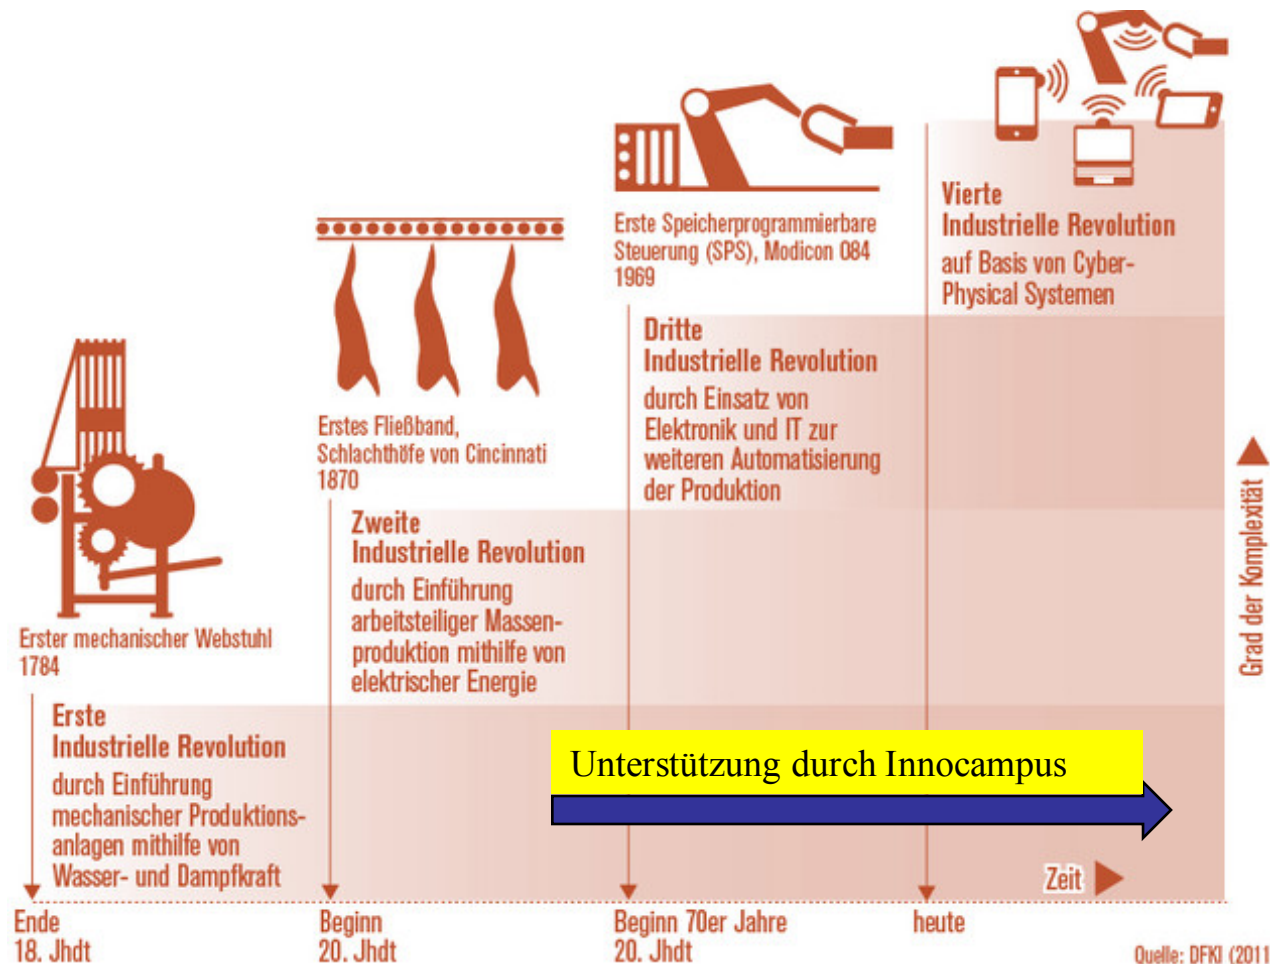 Erster mechanischer Webstuhl
1784
Erste
Industrielle Revolution
durch Einführung
mechanischer Produktions-
anlagen mithilfe von
Wasser- und Dampfkraft
Ende
18. Jhdt
Erstes Fließband,
Schlachthöfe von Cincinnati
1870
Zweite
Industrielle Revolution
durch Einführung
arbeitsteiliger Massen-
produktion mithilfe von
elektrischer Energie
Beginn
20. Jhdt
Erste Speicherprogrammierbare
Steuerung (SPS), Modicon 084
1969
Dritte
Industrielle Revolution
durch Einsatz von
Elektronik und IT zur
weiteren Automatisierung
der Produktion
Beginn 70er Jahre
20. Jhdt
Vierte
Industrielle Revolution
auf Basis von Cyber-
Physical Systemen
heute
Unterstützung durch Innocampus
Zeit
Grad der Komplexität
Quelle: DFKI (2011